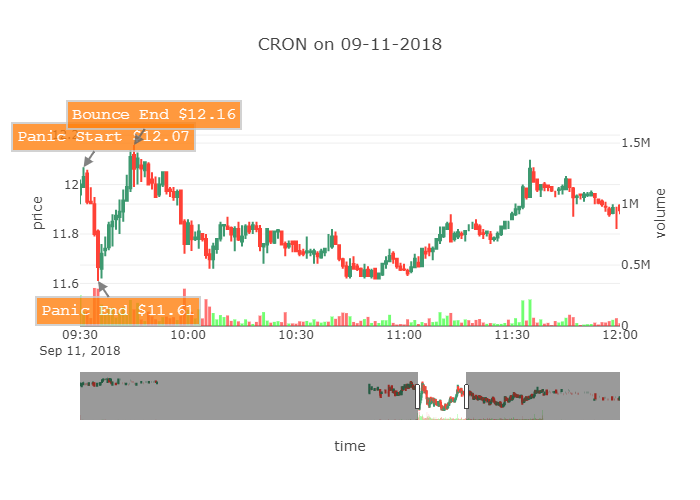 CRON on 09-11-2018
Bounce End $12.16
Panic Start $12.07
12
11.8
11.6
price
1.5M
1M
0.5M
0
volume
Panic End $11.61
09:30
10:00
10:30
11:00
11:30
12:00
Sep 11, 2018
time